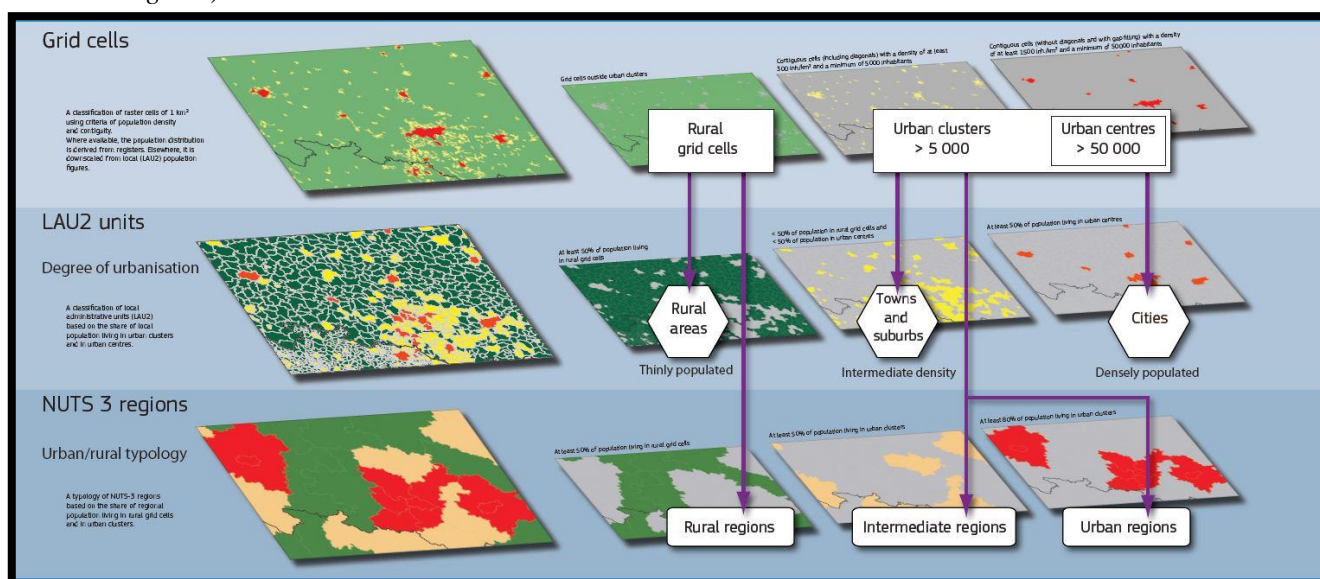 Grid cells
A classification of raster cells of 1 km²
using criteria of population density
and contiguity.
Where available, the population distribution
is derived from registers. Elsewhere, it is
downscaled from local (LAU2) population
figures.
Grid cells outside urban clusters
Contiguous cells (including diagonals) with a density of at least
300 inh./km² and a minimum of 5 000 inhabitants
Contiguous cells (without diagonals and with gap filling) with a density
of at least 1 500 inh./km² and a minimum of 50 000 inhabitants
Rural
grid cells
Urban clusters
> 5 000
Urban centres
> 50 000
LAU2 units
Degree of urbanisation
A classification of local
administrative units (LAU2)
based on the share of local
population living in urban clusters
and in urban centres.
At least 50% of population living
in rural grid cells
< 50% of population in rural grid cells and
< 50% of population in urban centres
At least 50% of population living in urban centres
Rural
areas
Towns
and
suburbs
Cities
Thinly populated
Intermediate density
Densely populated
NUTS 3 regions
Urban/rural typology
A typology of NUTS-3 regions
based on the share of regional
population living in rural grid cells
and in urban clusters.
At least 50% of population living in rural grid cells
At least 50% of population living in urban clusters
At least 80% of population living in urban clusters
Rural regions
Intermediate regions
Urban regions